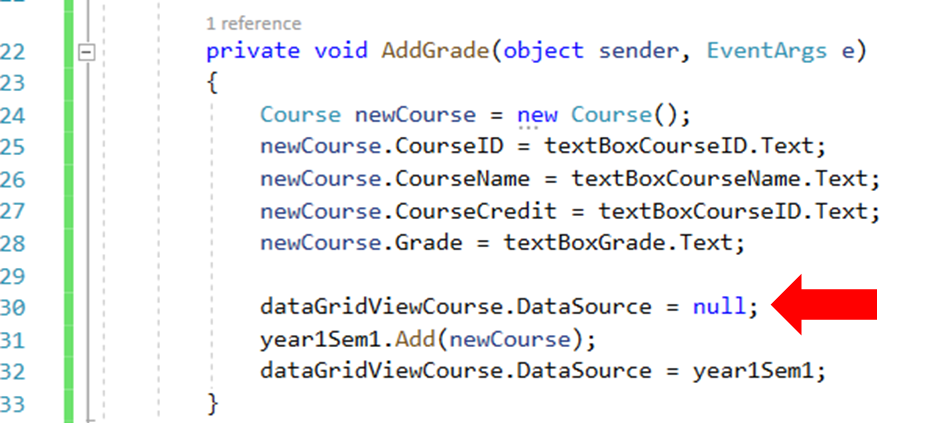 1 reference
22 private void AddGrade(object sender, EventArgs e)
23 {
24 Course newCourse = new Course();
25 newCourse.CourseID = textBoxCourseID.Text;
26 newCourse.CourseName = textBoxCourseName.Text;
27 newCourse.CourseCredit = textBoxCourseID.Text;
28 newCourse.Grade = textBoxGrade.Text;
29
30 dataGridViewCourse.DataSource = null;
31 year1Sem1.Add(newCourse);
32 dataGridViewCourse.DataSource = year1Sem1;
33 }